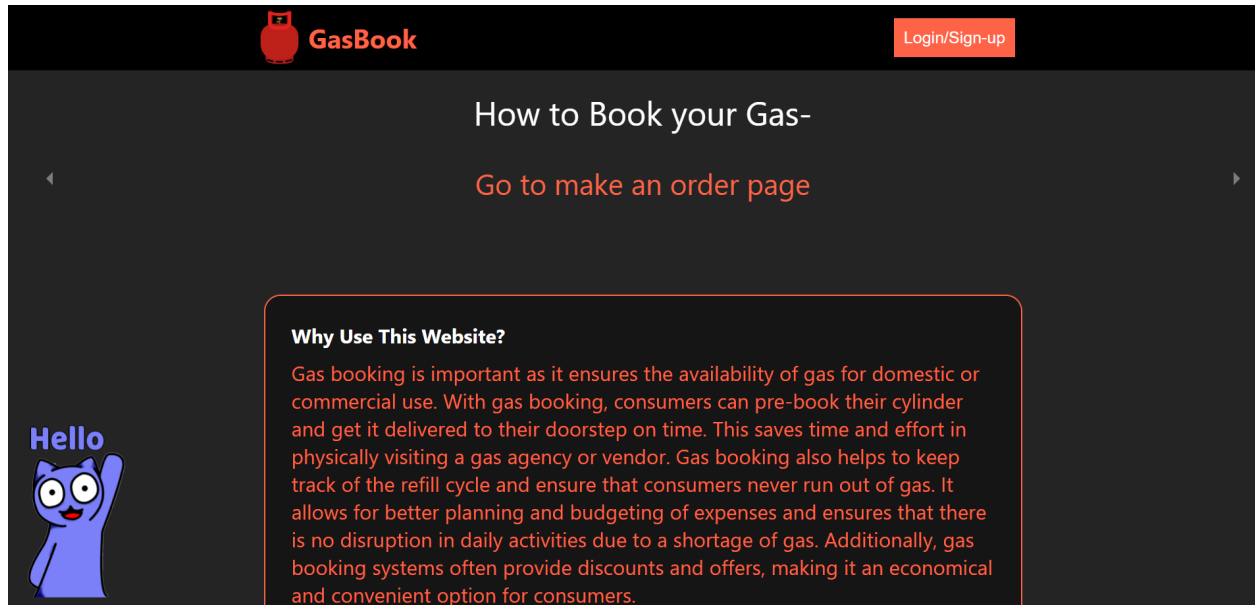 GasBook
Login/Sign-up
How to Book your Gas-
Go to make an order page
Why Use This Website?
Gas booking is important as it ensures the availability of gas for domestic or
commercial use. With gas booking, consumers can pre-book their cylinder
and get it delivered to their doorstep on time. This saves time and effort in
physically visiting a gas agency or vendor. Gas booking also helps to keep
track of the refill cycle and ensure that consumers never run out of gas. It
allows for better planning and budgeting of expenses and ensures that there
is no disruption in daily activities due to a shortage of gas. Additionally, gas
booking systems often provide discounts and offers, making it an economical
and convenient option for consumers.
Hello